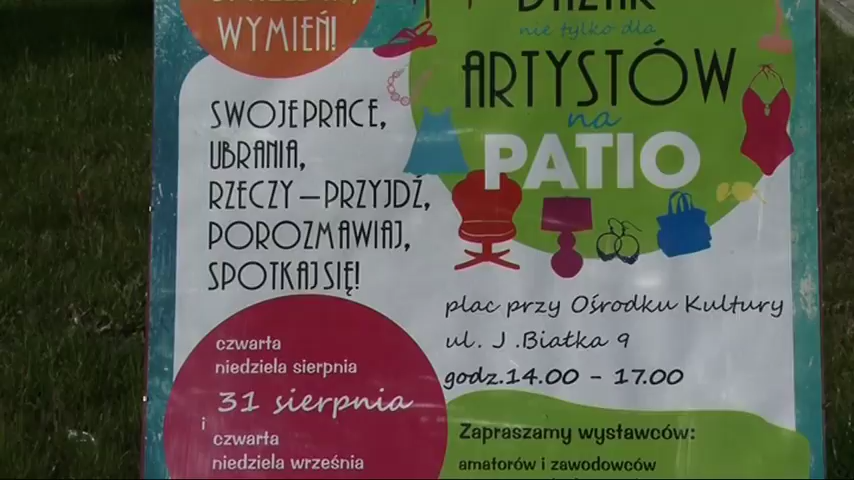 WYMIEŃ!
SWOJE PRACE,
UBRANIA,
RZECZY – PRZYJDŹ,
POROZMAWIAJ,
SPOTKAJ SIĘ!
czwarta
niedziela sierpnia
31 sierpnia
i
czwarta
niedziela września
BAZAR
nie tylko dla
ARTYSTÓW
na
PATIO
plac przy Ośrodku Kultury
ul. J .Białka 9
godz.14.00 - 17.00
Zapraszamy wystawców:
amatorów i zawodowców